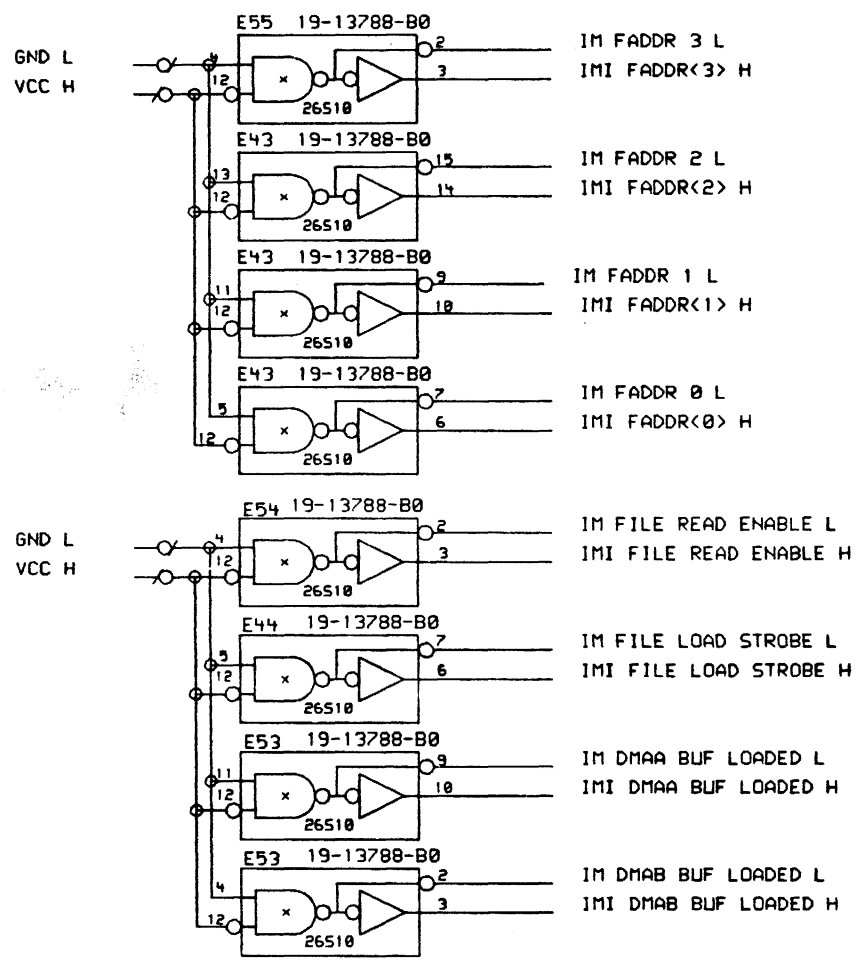 E55 19-13788-B0
GND L 4 2 IM FADDR 3 L
VCC H 12 3 IMI FADDR<3> H
26S10
E43 19-13788-B0
13 15 IM FADDR 2 L
12 14 IMI FADDR<2> H
26S10
E43 19-13788-B0
11 9 IM FADDR 1 L
12 10 IMI FADDR<1> H
26S10
E43 19-13788-B0
5 7 IM FADDR 0 L
12 6 IMI FADDR<0> H
26S10
E54 19-13788-B0
GND L 4 2 IM FILE READ ENABLE L
VCC H 12 3 IMI FILE READ ENABLE H
26S10
E44 19-13788-B0
5 7 IM FILE LOAD STROBE L
12 6 IMI FILE LOAD STROBE H
26S10
E53 19-13788-B0
11 9 IM DMAA BUF LOADED L
12 10 IMI DMAA BUF LOADED H
26S10
E53 19-13788-B0
4 2 IM DMAB BUF LOADED L
12 3 IMI DMAB BUF LOADED H
26S10